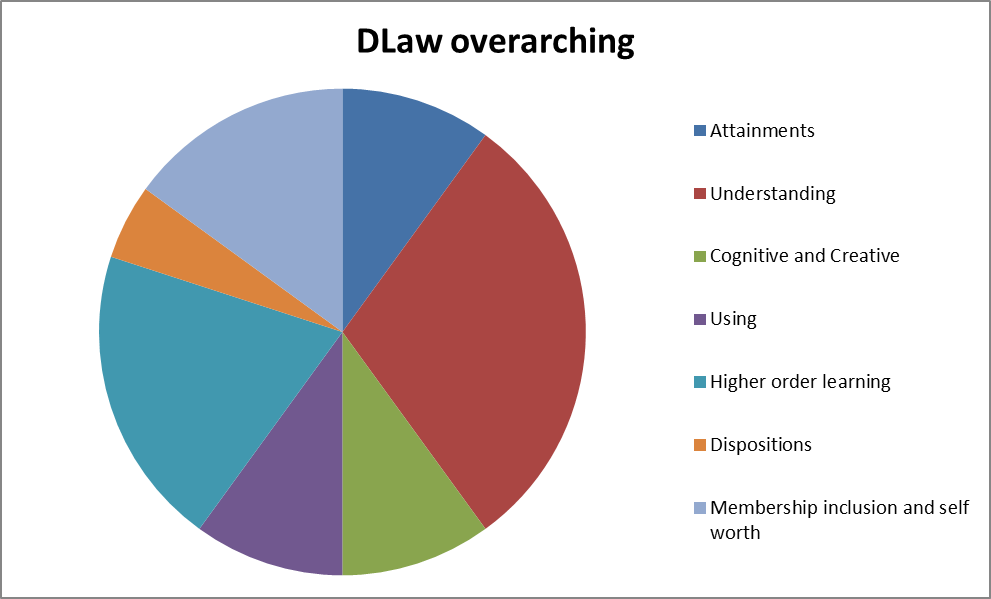 DLaw overarching
Attainments
Understanding
Cognitive and Creative
Using
Higher order learning
Dispositions
Membership inclusion and self
worth